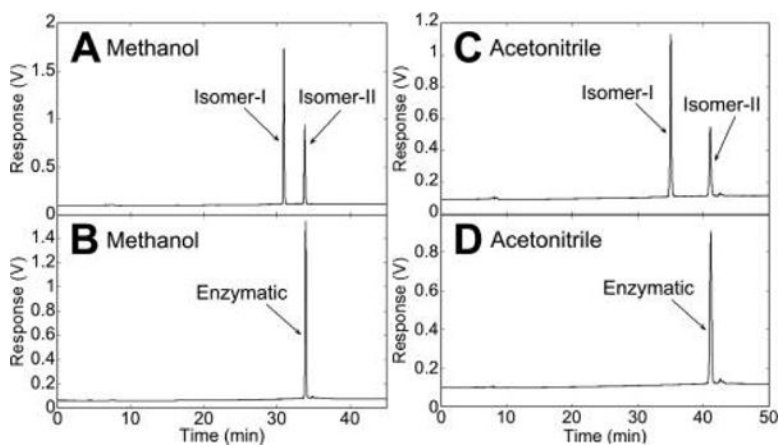 A Methanol
Response (V)
2
1.5
1
0.5
0
Isomer-I
Isomer-II
B Methanol
Response (V)
1.4
1.2
1.0
0.8
0.6
0.4
0.2
0
Enzymatic
0 10 20 30 40
Time (min)
C Acetonitrile
Response (V)
1.2
1.0
0.8
0.6
0.4
0.2
0
Isomer-I
Isomer-II
D Acetonitrile
Response (V)
0.8
0.6
0.4
0.2
0
Enzymatic
0 10 20 30 40 50
Time (min)